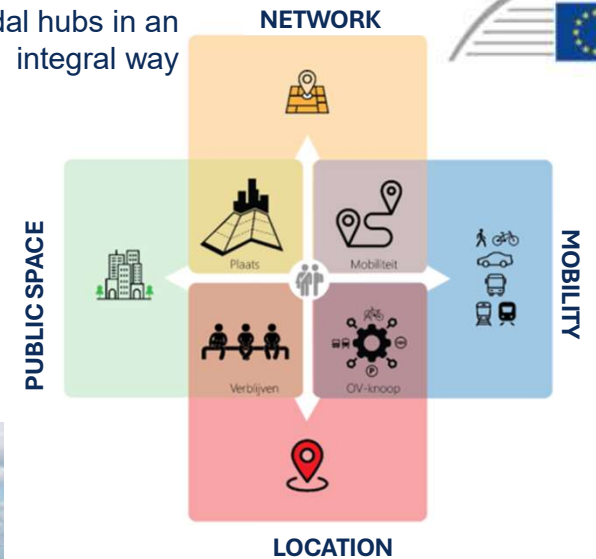 dal hubs in an
integral way
NETWORK
PUBLIC SPACE
Plaats
Mobiliteit
MOBILITY
Verblijven
OV-knoop
P
LOCATION